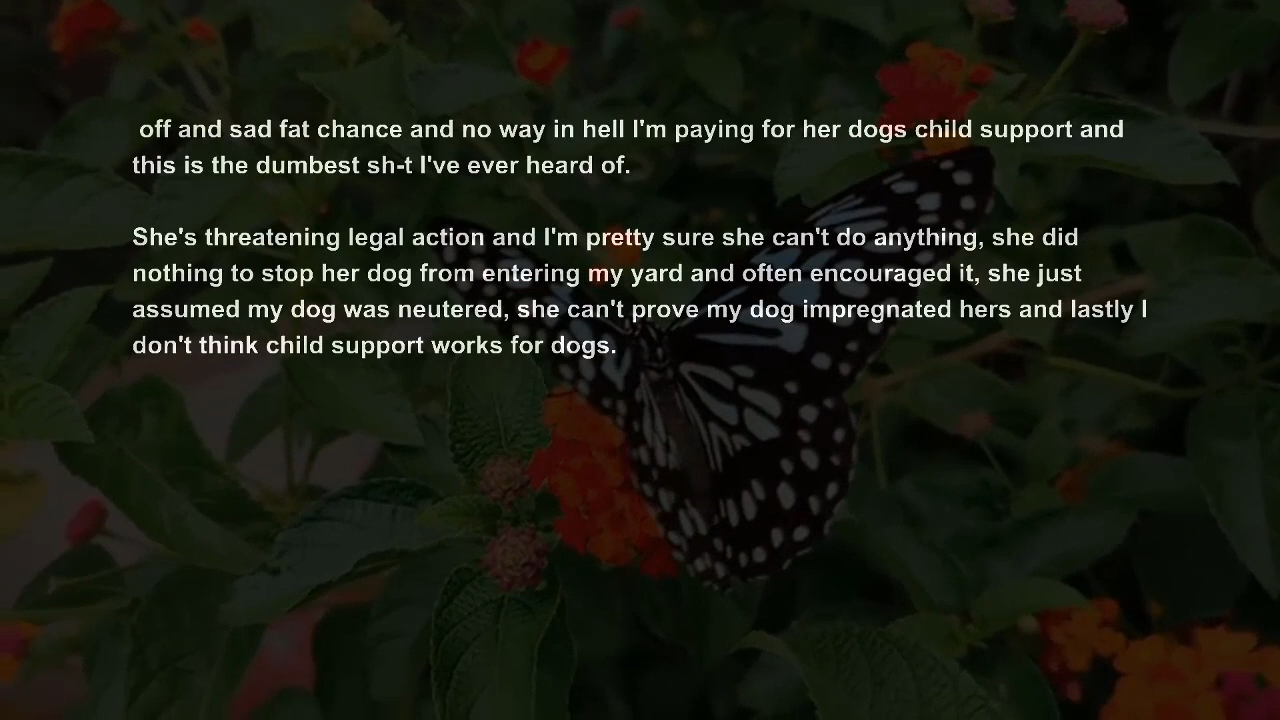 off and sad fat chance and no way in hell I'm paying for her dogs child support and
this is the dumbest sh-t I've ever heard of.
She's threatening legal action and I'm pretty sure she can't do anything, she did
nothing to stop her dog from entering my yard and often encouraged it, she just
assumed my dog was neutered, she can't prove my dog impregnated hers and lastly I
don't think child support works for dogs.